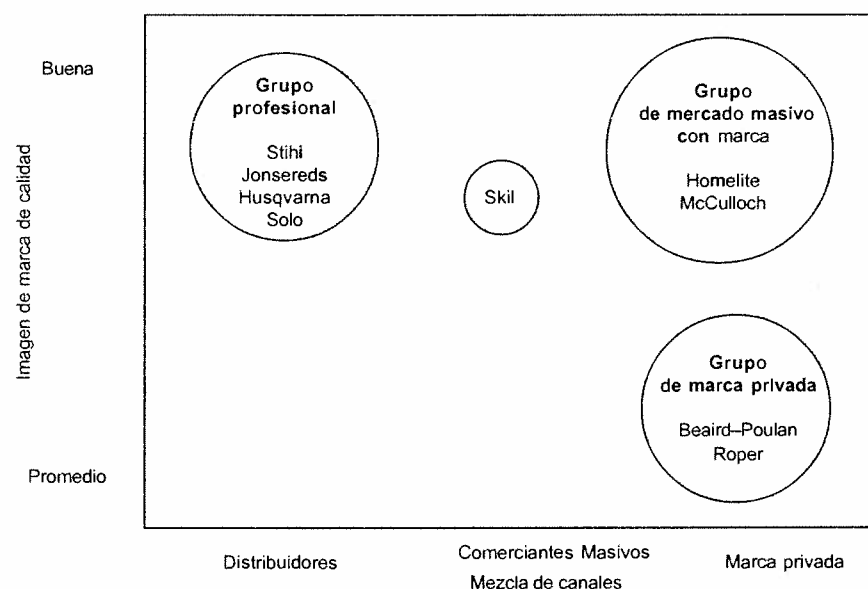 Buena
Imagen de marca de calidad
Promedio
Grupo
profesional
Stihl
Jonsereds
Husqvarna
Solo
Skil
Grupo
de mercado masivo
con marca
Homelite
McCulloch
Grupo
de marca privada
Beaird–Poulan
Roper
Distribuidores
Comerciantes Masivos
Marca privada
Mezcla de canales